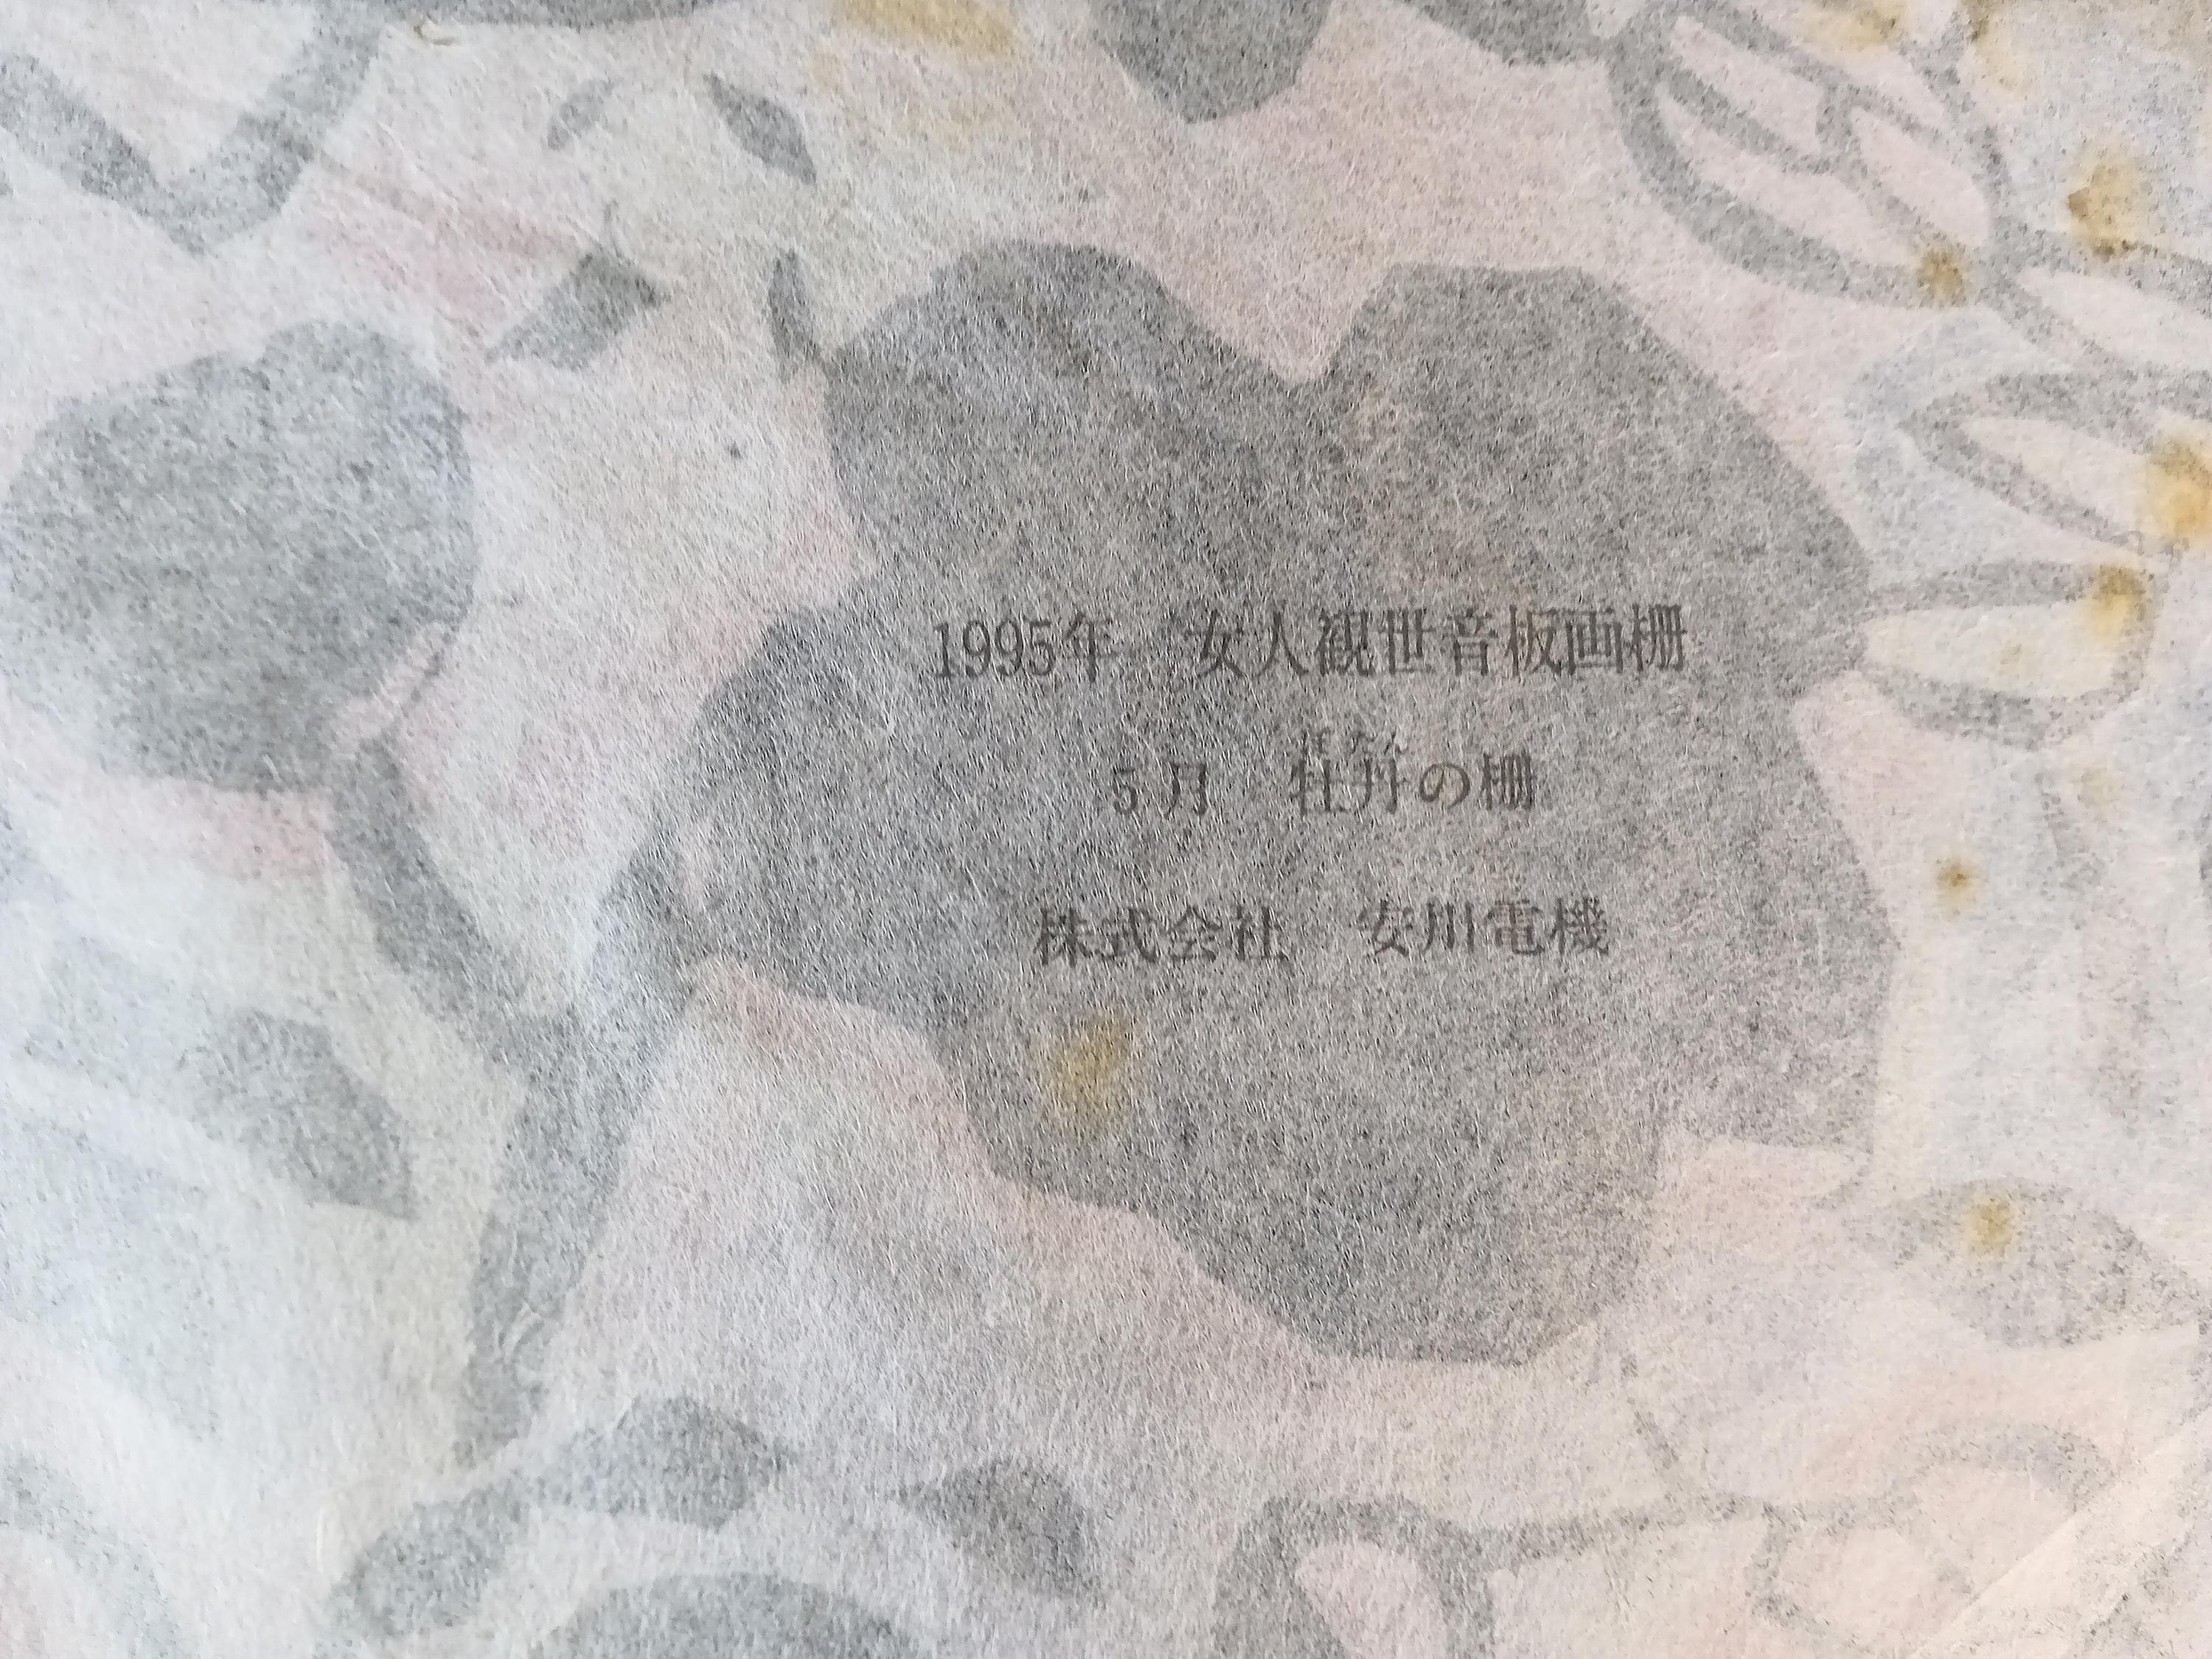 1995年　女人観世音板画柵
5月　牡丹の柵
株式会社　安川電機